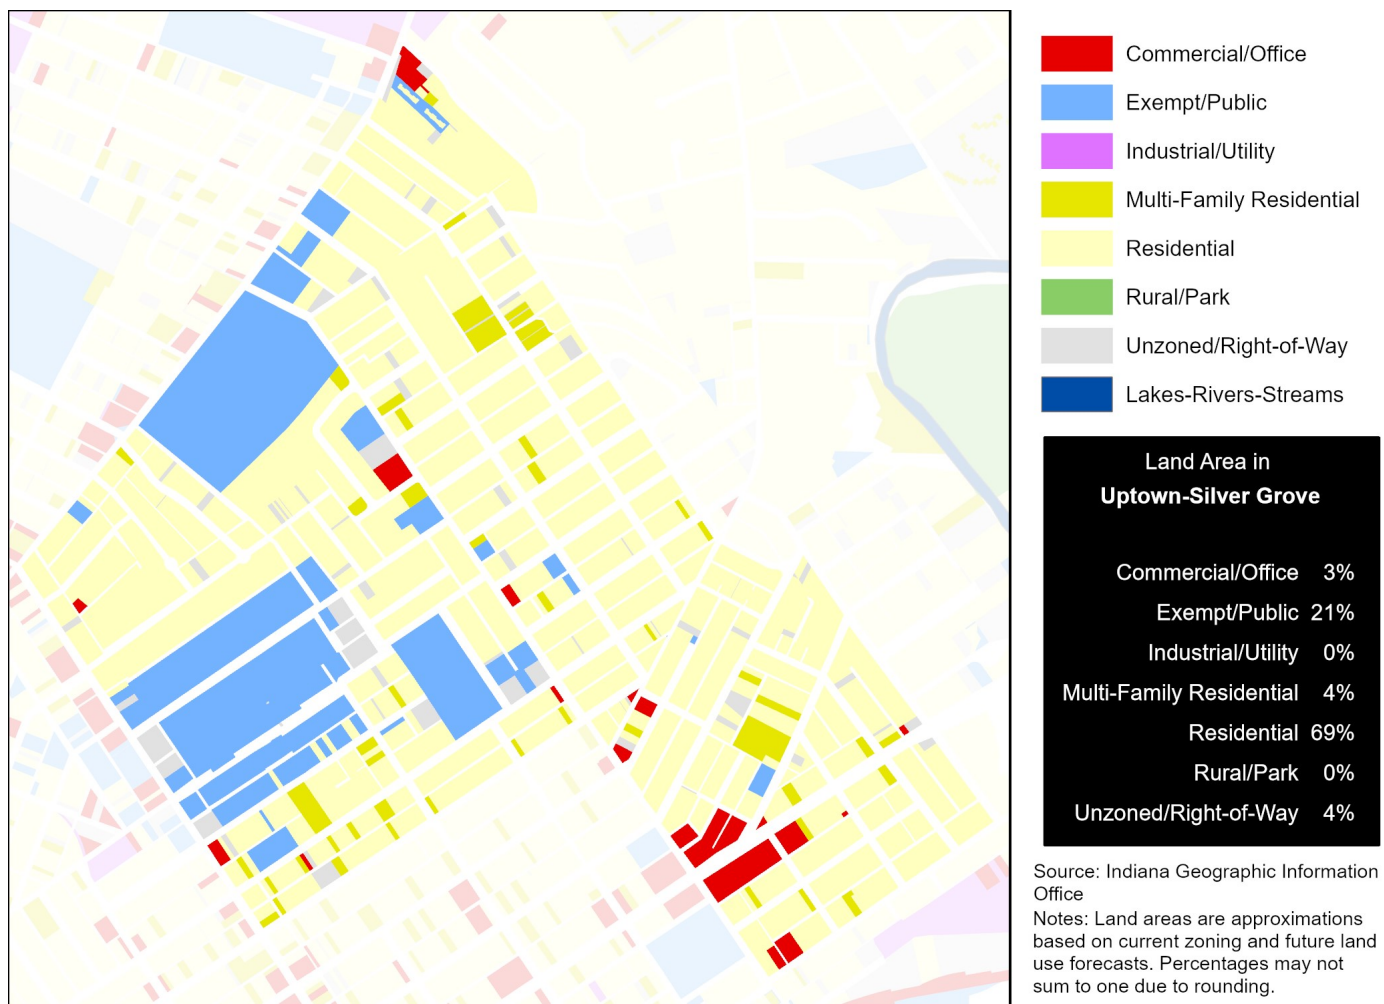 Commercial/Office
Exempt/Public
Industrial/Utility
Multi-Family Residential
Residential
Rural/Park
Unzoned/Right-of-Way
Lakes-Rivers-Streams
Land Area in
Uptown-Silver Grove
Commercial/Office 3%
Exempt/Public 21%
Industrial/Utility 0%
Multi-Family Residential 4%
Residential 69%
Rural/Park 0%
Unzoned/Right-of-Way 4%
Source: Indiana Geographic Information
Office
Notes: Land areas are approximations
based on current zoning and future land
use forecasts. Percentages may not
sum to one due to rounding.